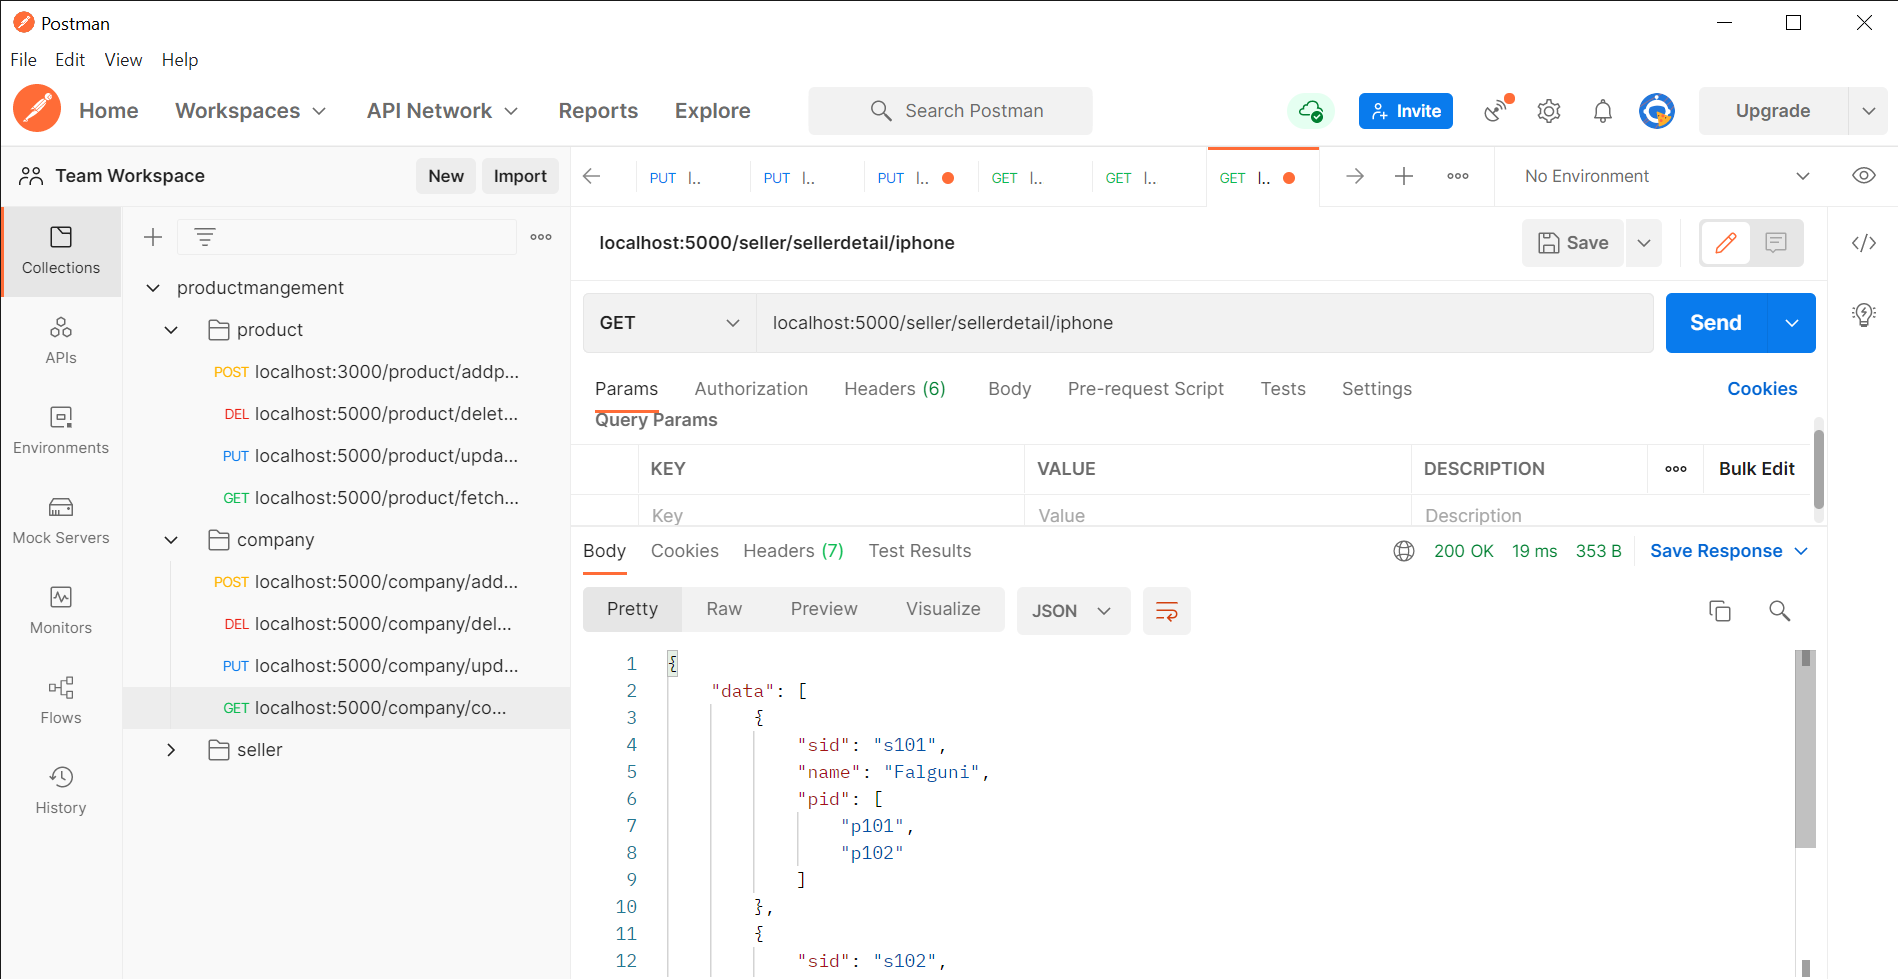 Postman
File Edit View Help
Home Workspaces API Network Reports Explore Search Postman Invite Upgrade
Team Workspace New Import
PUT l.. PUT l.. PUT l.. GET l.. GET l.. GET l.. No Environment
Collections
APIs
Environments
Mock Servers
Monitors
Flows
History
productmangement
product
POST localhost:3000/product/addp...
DEL localhost:5000/product/delet...
PUT localhost:5000/product/upda...
GET localhost:5000/product/fetch...
company
POST localhost:5000/company/add...
DEL localhost:5000/company/del...
PUT localhost:5000/company/upd...
GET localhost:5000/company/co...
seller
localhost:5000/seller/sellerdetail/iphone Save
GET localhost:5000/seller/sellerdetail/iphone Send
Params Authorization Headers (6) Body Pre-request Script Tests Settings Cookies
Query Params
KEY VALUE DESCRIPTION Bulk Edit
Key Value Description
Body Cookies Headers (7) Test Results 200 OK 19 ms 353 B Save Response
Pretty Raw Preview Visualize JSON
1 {
2 "data": [
3 {
4 "sid": "s101",
5 "name": "Falguni",
6 "pid": [
7 "p101",
8 "p102"
9 ]
10 },
11 {
12 "sid": "s102",